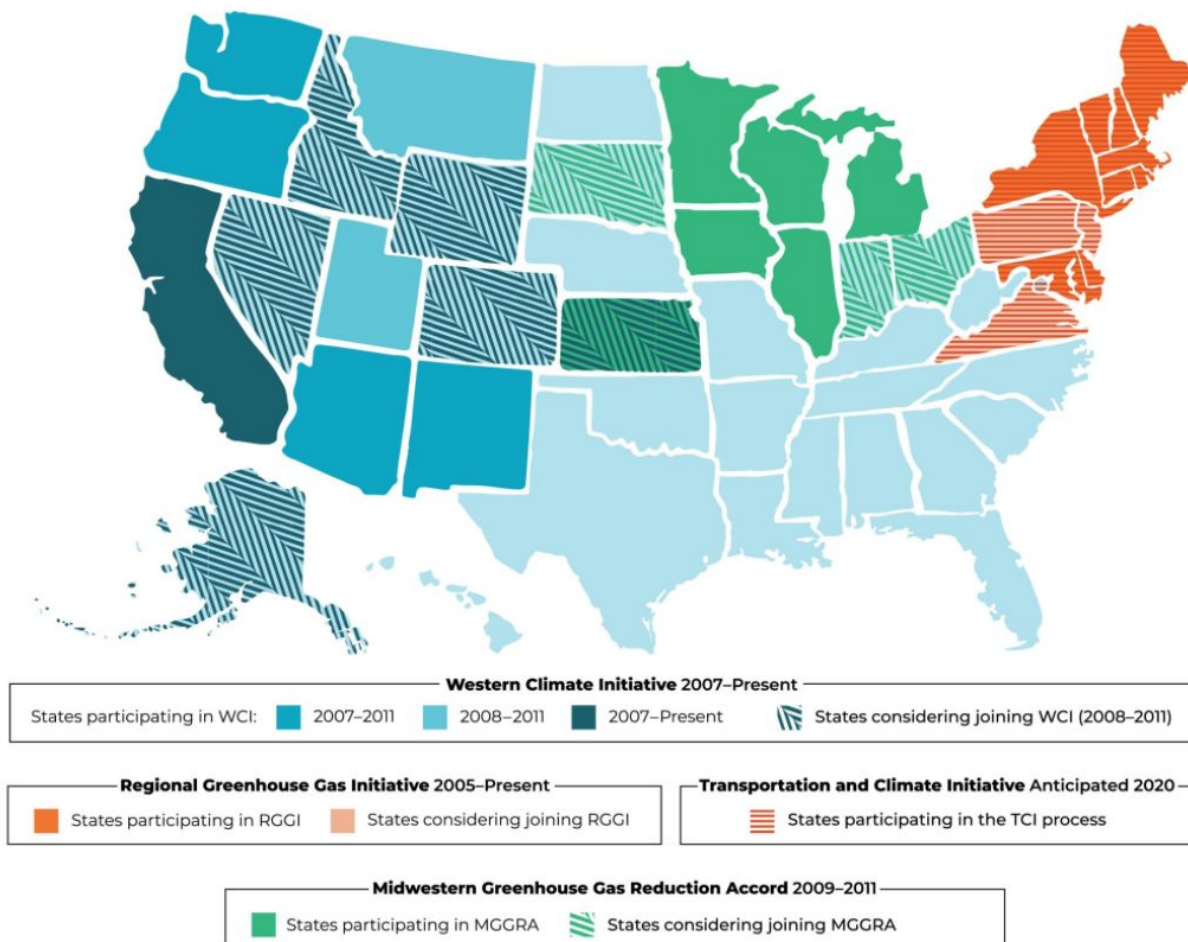 Western Climate Initiative 2007–Present
States participating in WCI: 2007–2011 2008–2011 2007–Present States considering joining WCI (2008–2011)
Regional Greenhouse Gas Initiative 2005–Present
States participating in RGGI States considering joining RGGI
Transportation and Climate Initiative Anticipated 2020
States participating in the TCI process
Midwestern Greenhouse Gas Reduction Accord 2009–2011
States participating in MGGRA States considering joining MGGRA